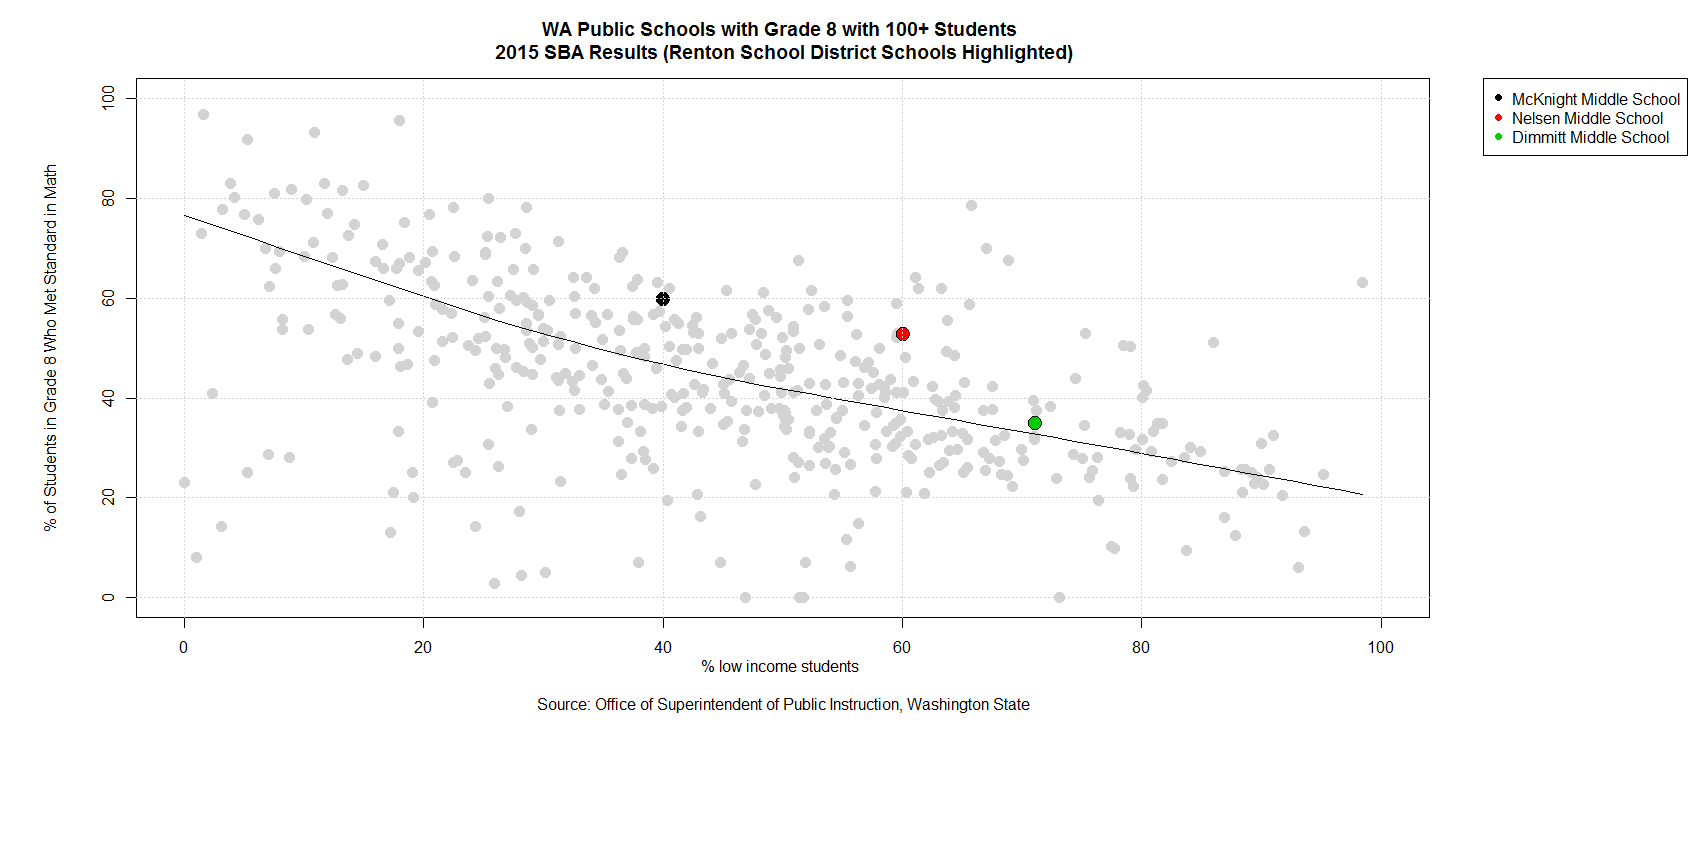 WA Public Schools with Grade 8 with 100+ Students
2015 SBA Results (Renton School District Schools Highlighted)
McKnight Middle School
Nelsen Middle School
Dimmitt Middle School
% of Students in Grade 8 Who Met Standard in Math
100
80
60
40
20
0
0 20 40 60 80 100
% low income students
Source: Office of Superintendent of Public Instruction, Washington State